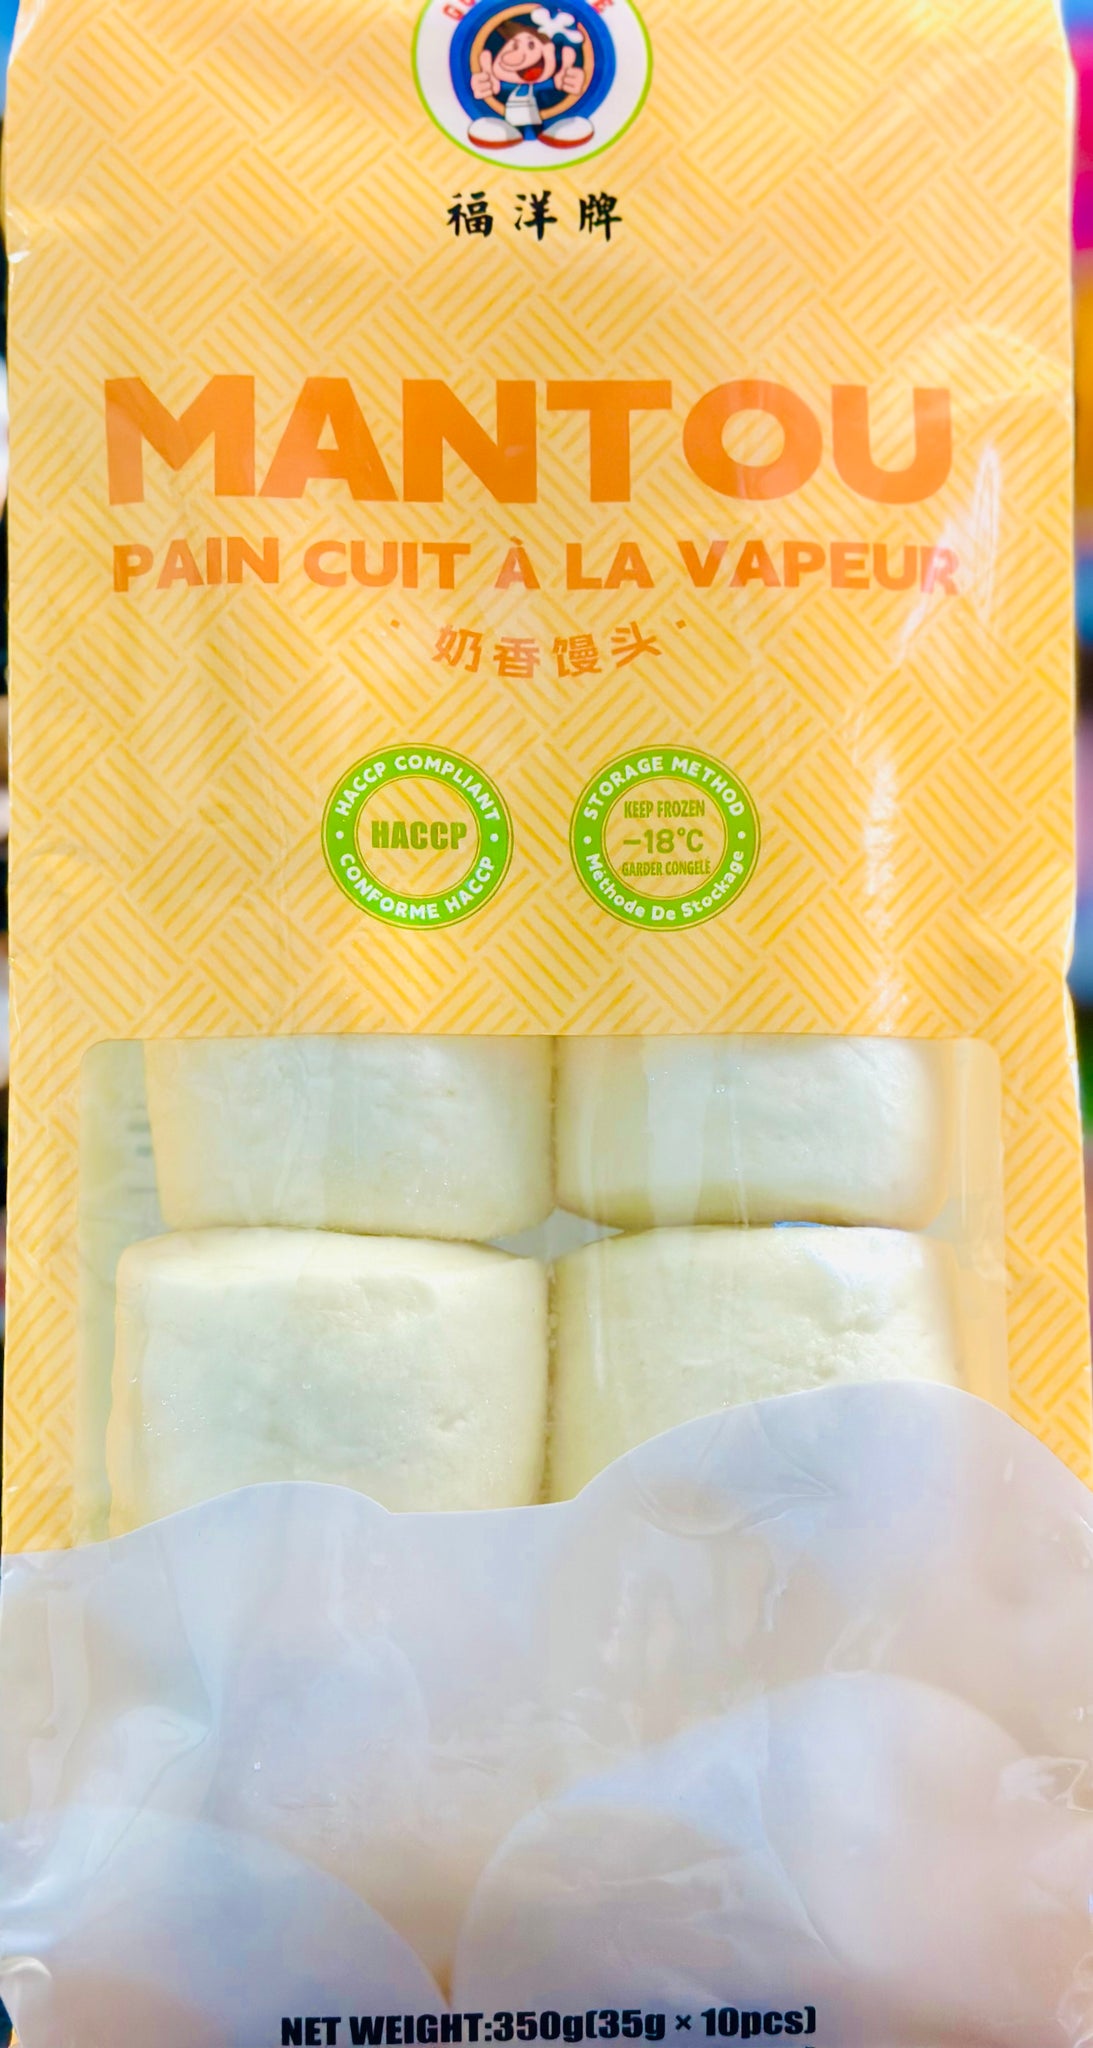 福洋牌
MANTOU
PAIN CUIT À LA VAPEUR
· 奶香馒头 ·
HACCP COMPLIANT
HACCP
CONFORME HACCP
STORAGE METHOD
KEEP FROZEN
-18°C
GARDER CONGELÉ
Méthode De Stockage
NET WEIGHT:350g(35g × 10pcs)